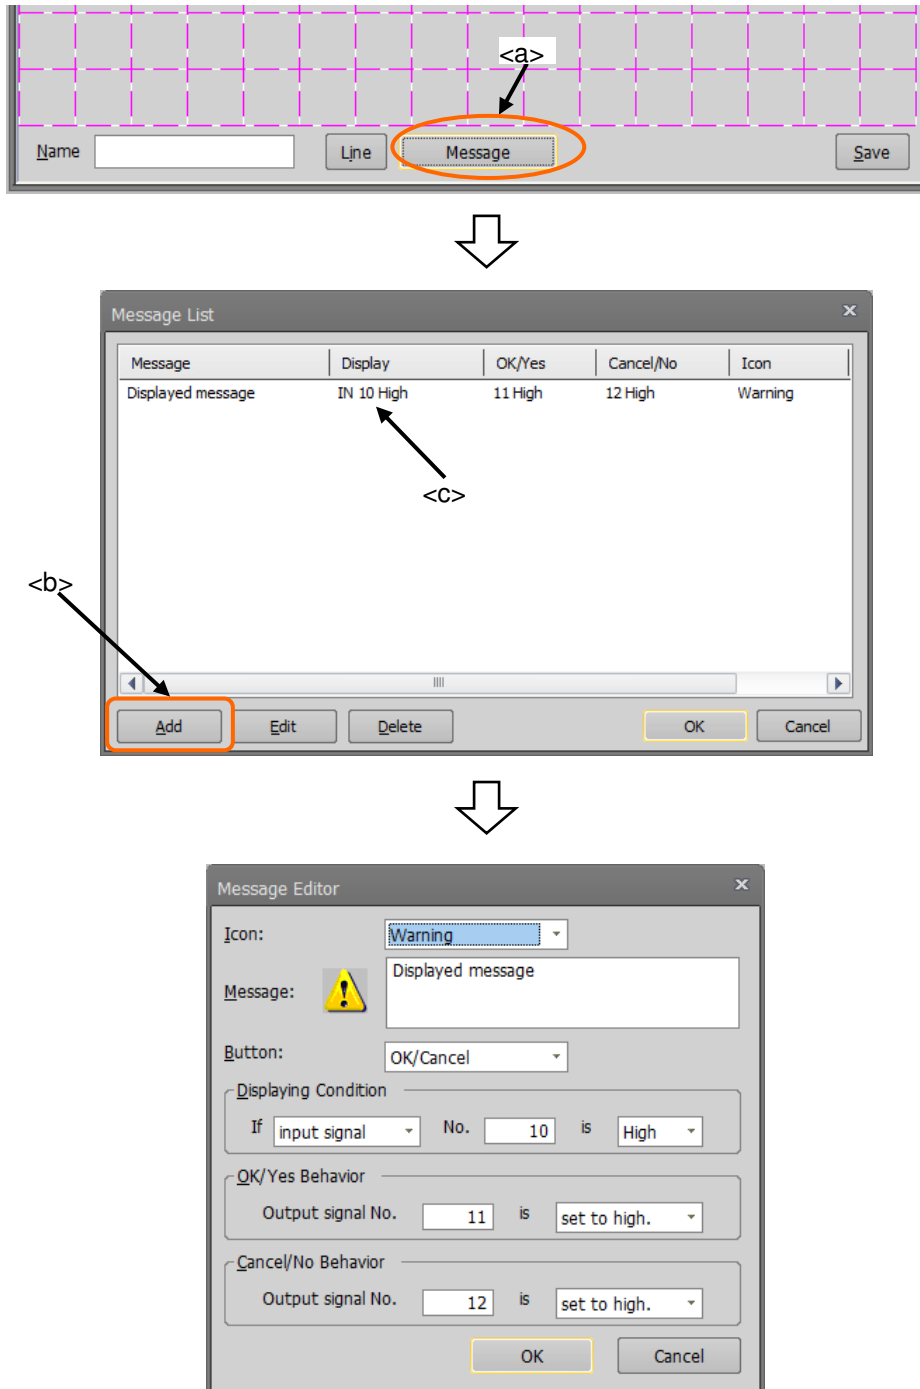 <a>
Name Line Message Save
Message List x
Message Display OK/Yes Cancel/No Icon
Displayed message IN 10 High 11 High 12 High Warning
<c>
<b>
Add Edit Delete OK Cancel
Message Editor x
Icon: Warning
Message: Displayed message
Button: OK/Cancel
Displaying Condition
If input signal No. 10 is High
OK/Yes Behavior
Output signal No. 11 is set to high.
Cancel/No Behavior
Output signal No. 12 is set to high.
OK Cancel